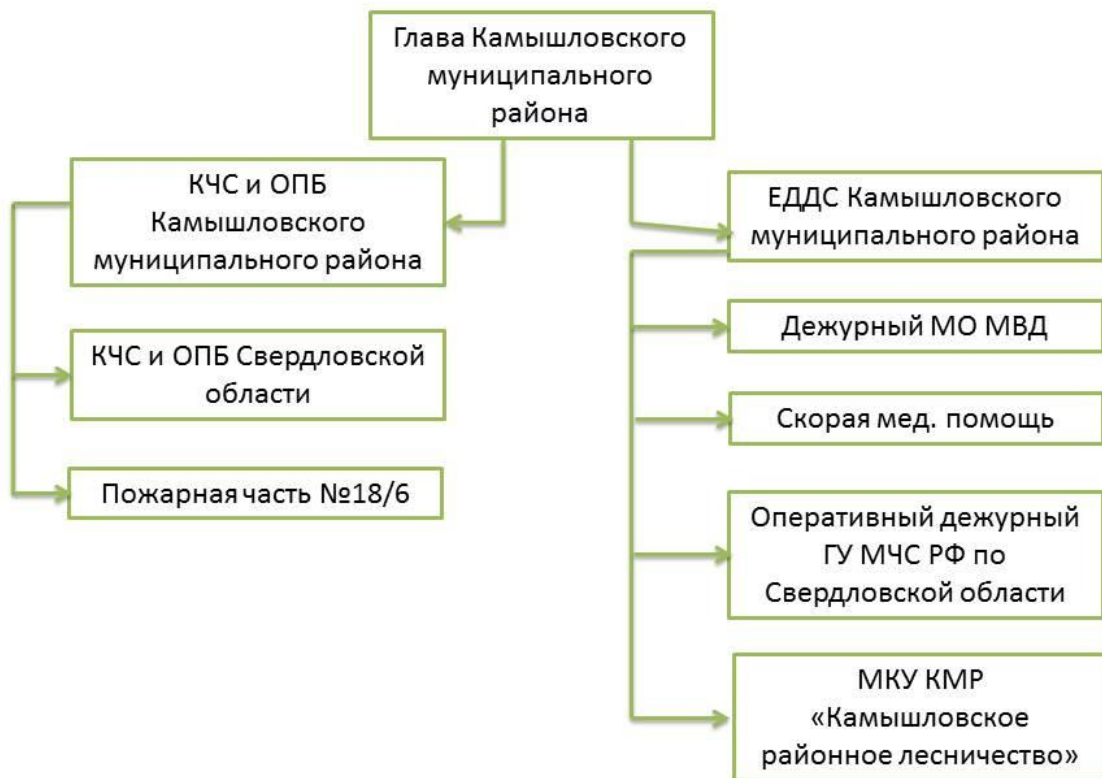 Глава Камышловского
муниципального
района
КЧС и ОПБ
Камышловского
муниципального района
КЧС и ОПБ Свердловской
области
Пожарная часть №18/6
ЕДДС Камышловского
муниципального района
Дежурный МО МВД
Скорая мед. помощь
Оперативный дежурный
ГУ МЧС РФ по
Свердловской области
МКУ КМР
«Камышловское
районное лесничество»